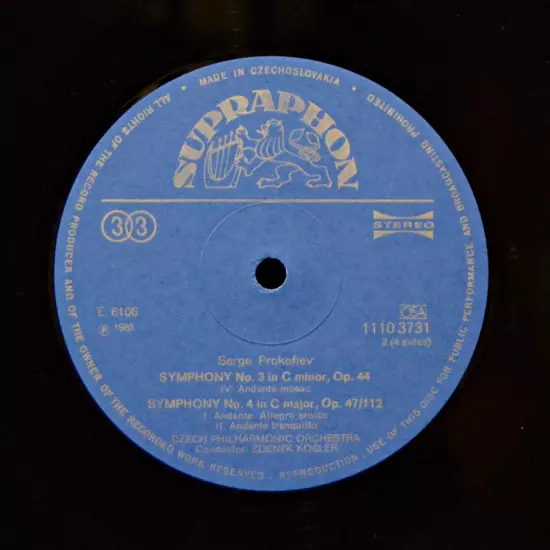 MADE IN CZECHOSLOVAKIA
ALL RIGHTS OF THE RECORD PRODUCER AND OF THE OWNER OF THE RECORDED WORK RESERVED . REPRODUCTION . USE OF THIS DISC FOR PUBLIC PERFORMANCE AND BROADCASTING PROHIBITED
SUPRAPHON
33
STEREO
E 6106
OSA
℗
1110 3731
2 (4 sides)
Serge Prokofiev
SYMPHONY No. 3 in C minor, Op. 44
IV. Andante mosso
SYMPHONY No. 4 in C major, Op. 47/112
I. Andante. Allegro eroico
II. Andante tranquillo
CZECH PHILHARMONIC ORCHESTRA
Conductor ZDENEK KOSLER